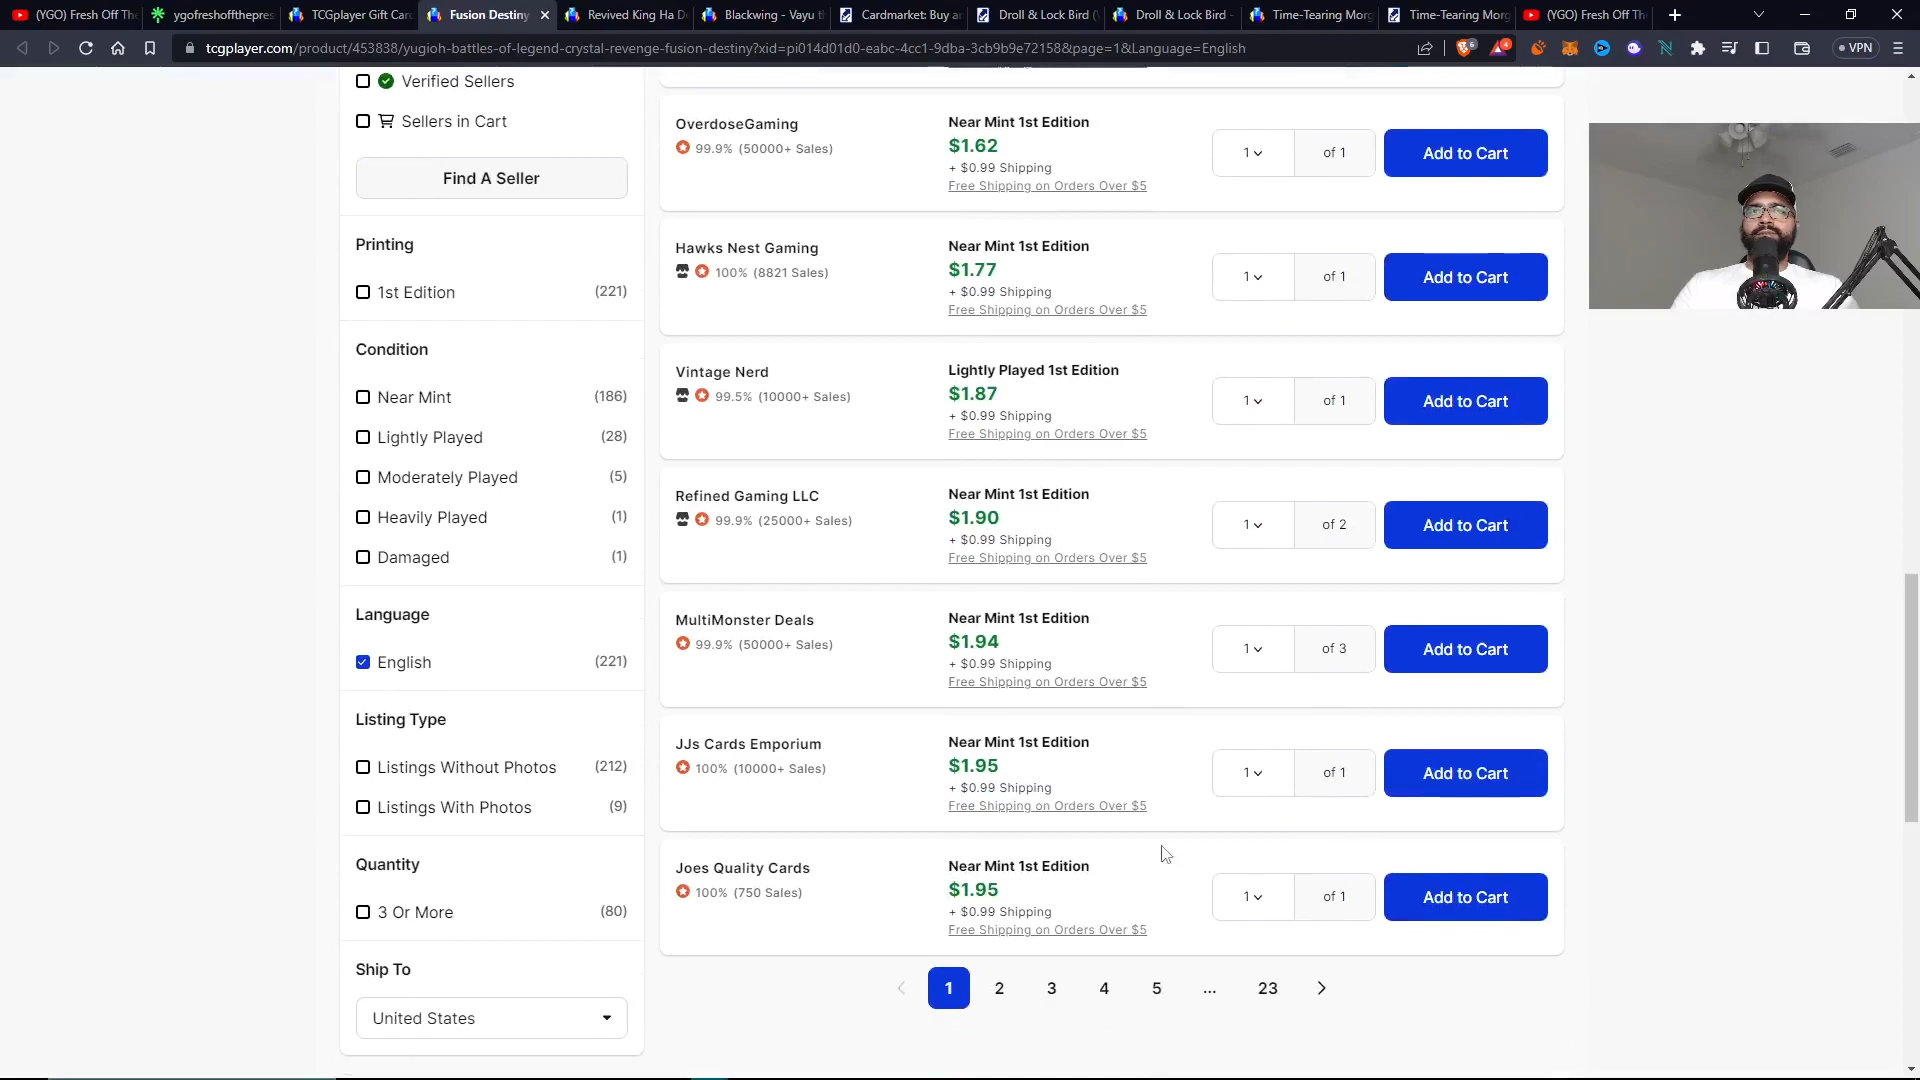 (YGO) Fresh Off The
ygofreshoffthepres
TCGplayer Gift Car
Fusion Destiny
Revived King Ha D
Blackwing - Vayu t
Cardmarket: Buy a
Droll & Lock Bird (
Droll & Lock Bird -
Time-Tearing Morg
Time-Tearing Morg
(YGO) Fresh Off Th
tcgplayer.com/product/453838/yugioh-battles-of-legend-crystal-revenge-fusion-destiny?xid=pi014d01d0-eabc-4cc1-9dba-3cb9b9e72158&page=1&Language=English
VPN
Verified Sellers
Sellers in Cart
Find A Seller
Printing
1st Edition (221)
Condition
Near Mint (186)
Lightly Played (28)
Moderately Played (5)
Heavily Played (1)
Damaged (1)
Language
English (221)
Listing Type
Listings Without Photos (212)
Listings With Photos (9)
Quantity
3 Or More (80)
Ship To
United States
OverdoseGaming
99.9% (50000+ Sales)
Near Mint 1st Edition
$1.62
+ $0.99 Shipping
Free Shipping on Orders Over $5
1 of 1
Add to Cart
Hawks Nest Gaming
100% (8821 Sales)
Near Mint 1st Edition
$1.77
+ $0.99 Shipping
Free Shipping on Orders Over $5
1 of 1
Add to Cart
Vintage Nerd
99.5% (10000+ Sales)
Lightly Played 1st Edition
$1.87
+ $0.99 Shipping
Free Shipping on Orders Over $5
1 of 1
Add to Cart
Refined Gaming LLC
99.9% (25000+ Sales)
Near Mint 1st Edition
$1.90
+ $0.99 Shipping
Free Shipping on Orders Over $5
1 of 2
Add to Cart
MultiMonster Deals
99.9% (50000+ Sales)
Near Mint 1st Edition
$1.94
+ $0.99 Shipping
Free Shipping on Orders Over $5
1 of 3
Add to Cart
JJs Cards Emporium
100% (10000+ Sales)
Near Mint 1st Edition
$1.95
+ $0.99 Shipping
Free Shipping on Orders Over $5
1 of 1
Add to Cart
Joes Quality Cards
100% (750 Sales)
Near Mint 1st Edition
$1.95
+ $0.99 Shipping
Free Shipping on Orders Over $5
1 of 1
Add to Cart
1 2 3 4 5 ... 23